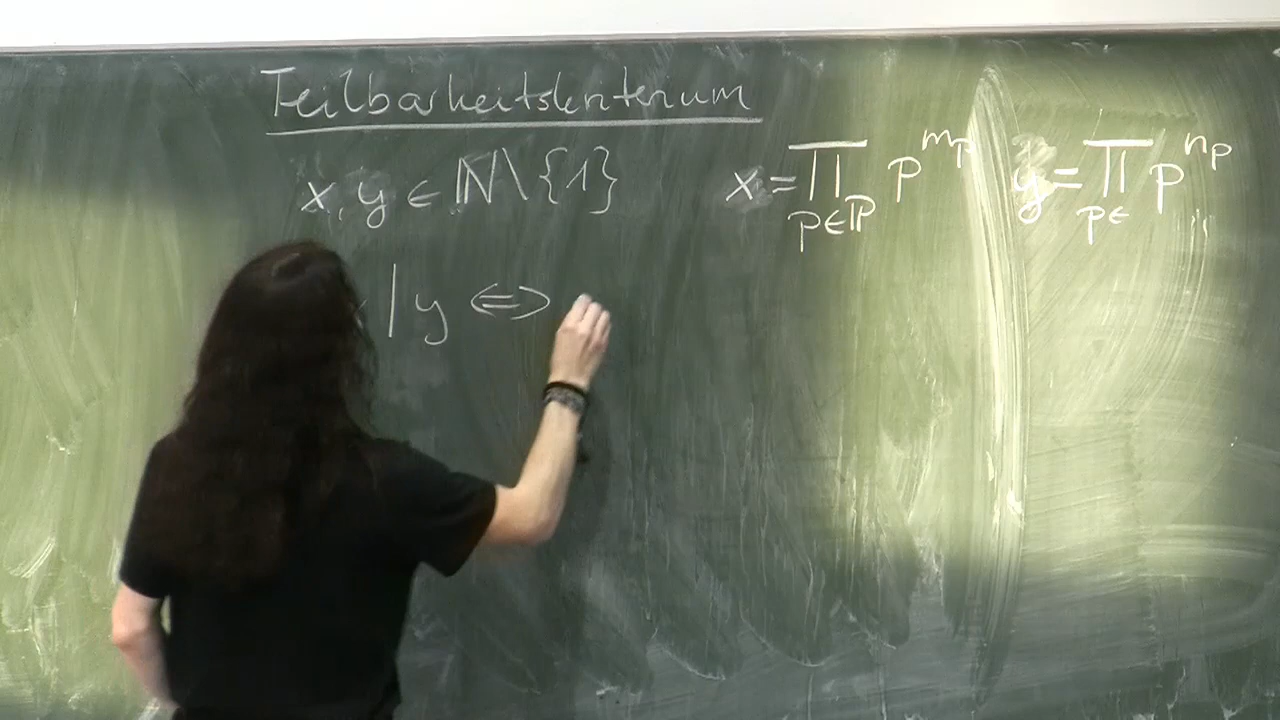 Teilbarkeitskriterium
x, y ∈ ℕ \ {1} x = ∏_{p∈ℙ} p^{m_p} y = ∏_{p∈} p^{n_p}
| y ⇔